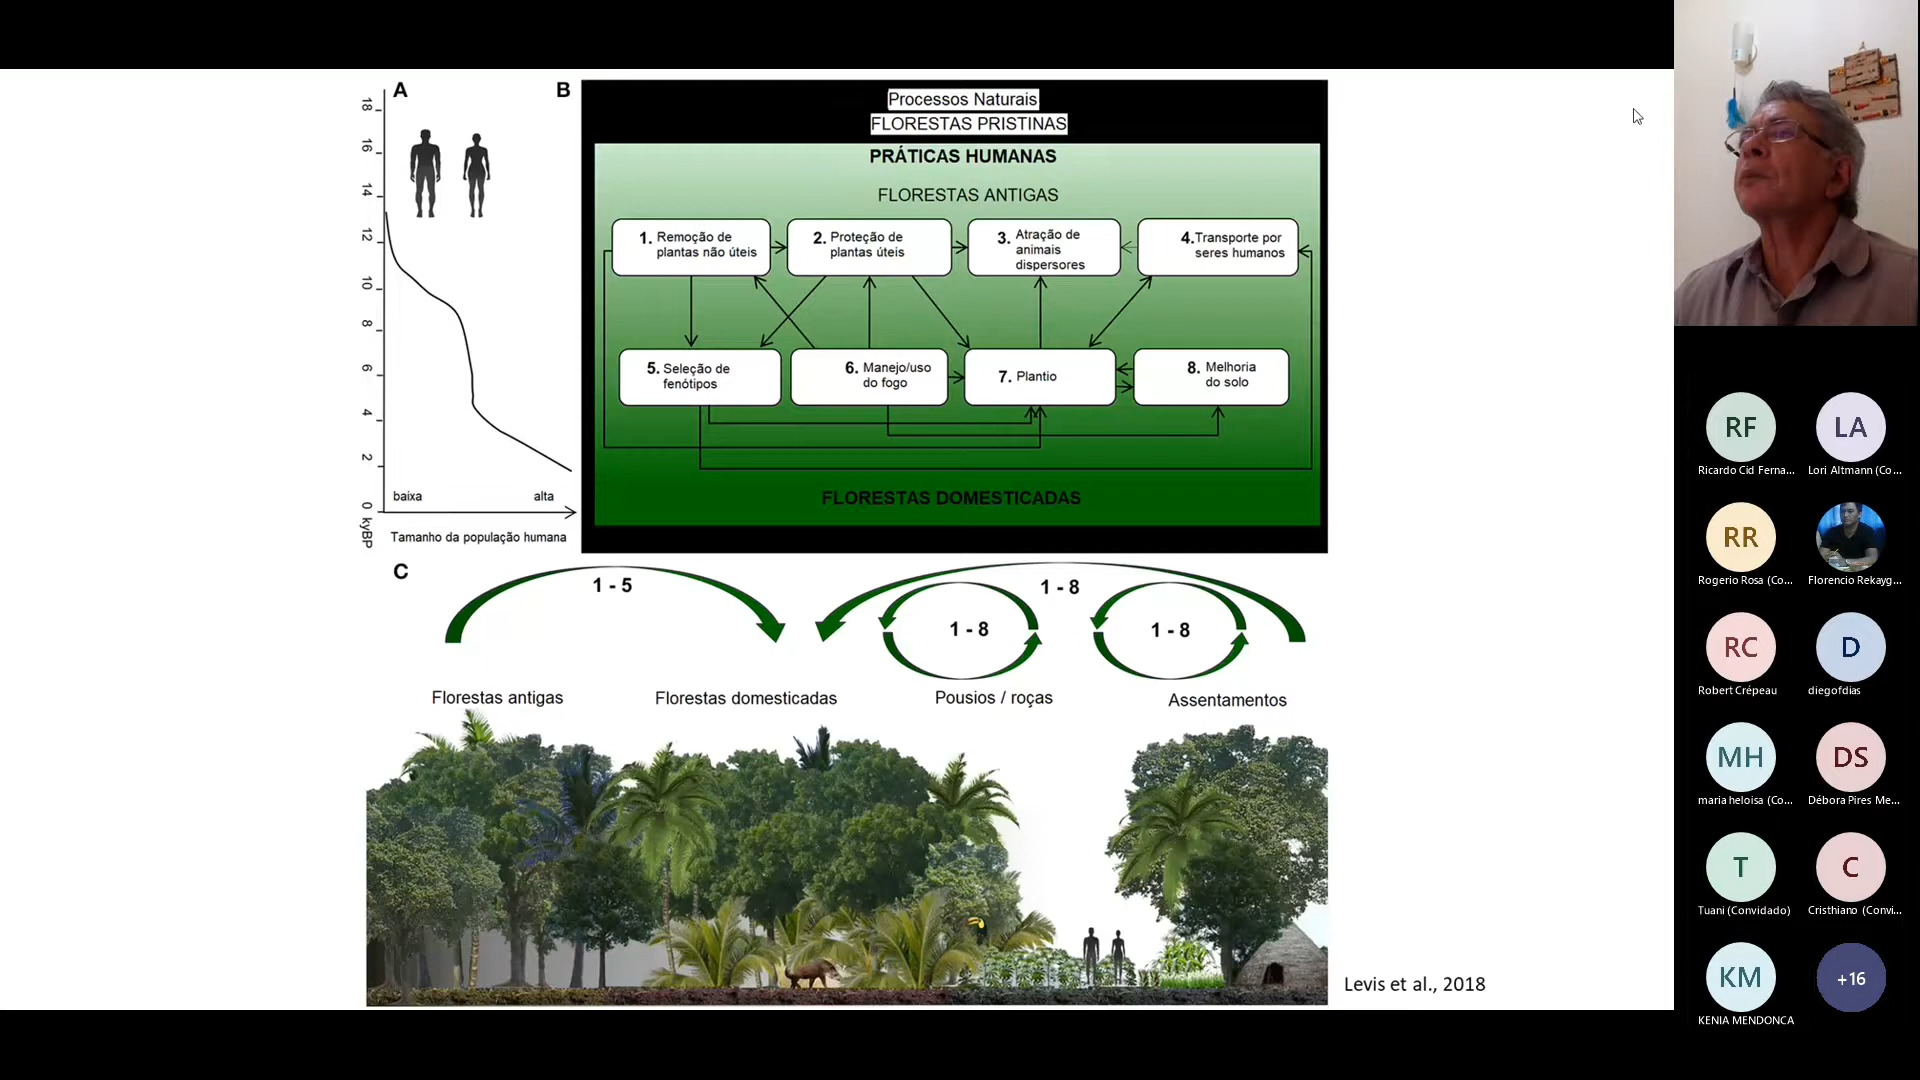 A
18
16
14
12
10
8
6
4
2
0
kyBP
baixa
alta
Tamanho da população humana
B
Processos Naturais
FLORESTAS PRISTINAS
PRÁTICAS HUMANAS
FLORESTAS ANTIGAS
1. Remoção de
plantas não úteis
2. Proteção de
plantas úteis
3. Atração de
animais
dispersores
4.Transporte por
seres humanos
5. Seleção de
fenótipos
6. Manejo/uso
do fogo
7. Plantio
8. Melhoria
do solo
FLORESTAS DOMESTICADAS
C
1 - 5
1 - 8
1 - 8
1 - 8
Florestas antigas
Florestas domesticadas
Pousios / roças
Assentamentos
Levis et al., 2018
RF
Ricardo Cid Ferna...
LA
Lori Altmann (Co...
RR
Rogerio Rosa (Co...
Florencio Rekayg...
RC
Robert Crépeau
D
diegofdias
MH
maria heloisa (Co...
DS
Débora Pires Me...
T
Tuani (Convidado)
C
Cristhiano (Convi...
KM
KENIA MENDONCA
+16